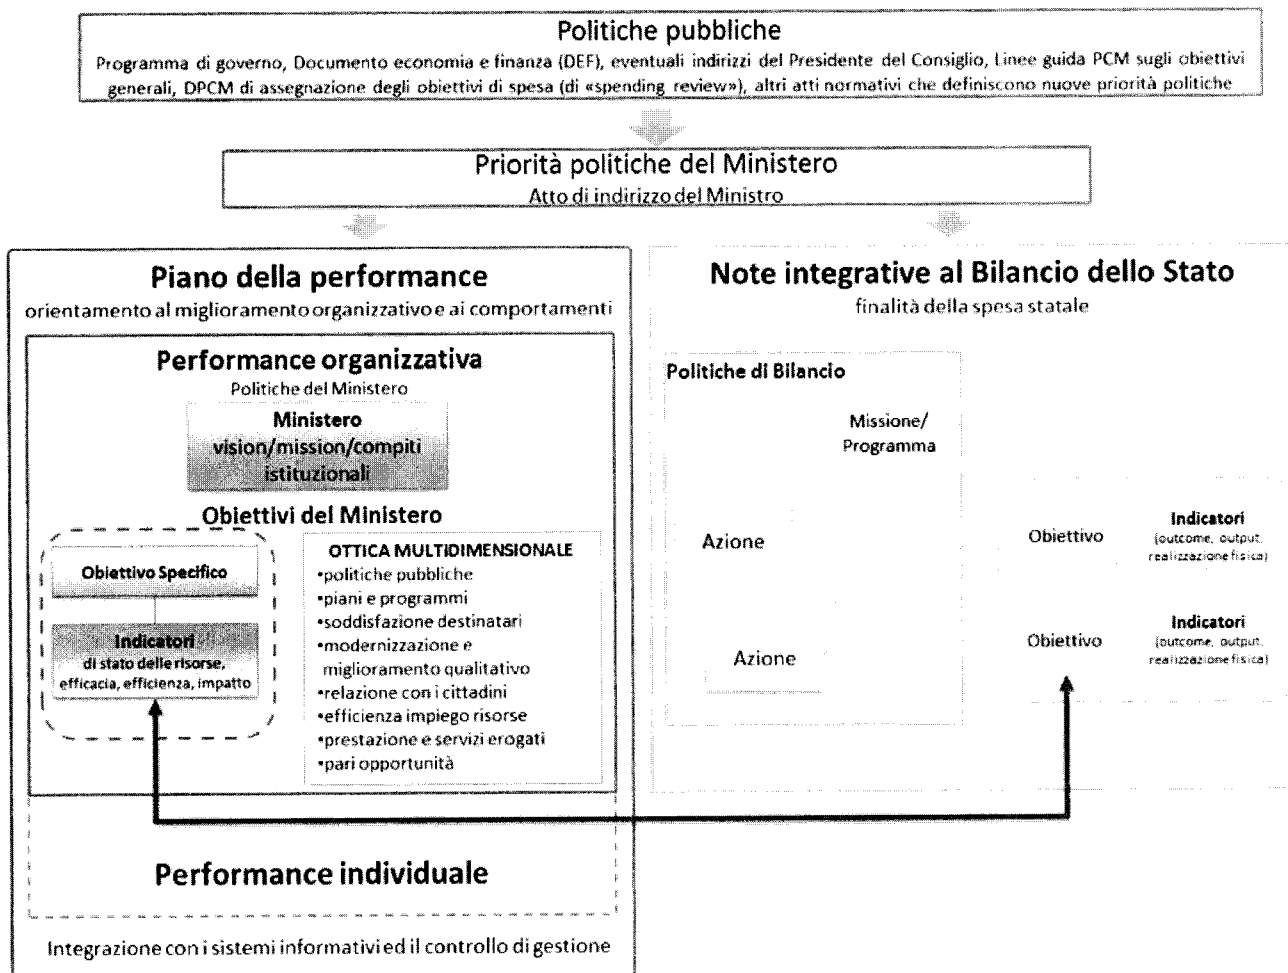 Politiche pubbliche
Programma di governo, Documento economia e finanza (DEF), eventuali indirizzi del Presidente del Consiglio, Linee guida PCM sugli obiettivi
generali, DPCM di assegnazione degli obiettivi di spesa (di «spending review»), altri atti normativi che definiscono nuove priorità politiche
Priorità politiche del Ministero
Atto di indirizzo del Ministro
Piano della performance
orientamento al miglioramento organizzativo e ai comportamenti
Performance organizzativa
Politiche del Ministero
Ministero
vision/mission/compiti
istituzionali
Obiettivi del Ministero
Obiettivo Specifico
Indicatori
di stato delle risorse,
efficacia, efficienza, impatto
OTTICA MULTIDIMENSIONALE
•politiche pubbliche
•piani e programmi
•soddisfazione destinatari
•modernizzazione e
miglioramento qualitativo
•relazione con i cittadini
•efficienza impiego risorse
•prestazione e servizi erogati
•pari opportunità
Performance individuale
Integrazione con i sistemi informativi ed il controllo di gestione
Note integrative al Bilancio dello Stato
finalità della spesa statale
Politiche di Bilancio
Missione/
Programma
Azione
Obiettivo
Indicatori
(outcome, output,
realizzazione fisica)
Azione
Obiettivo
Indicatori
(outcome, output,
realizzazione fisica)